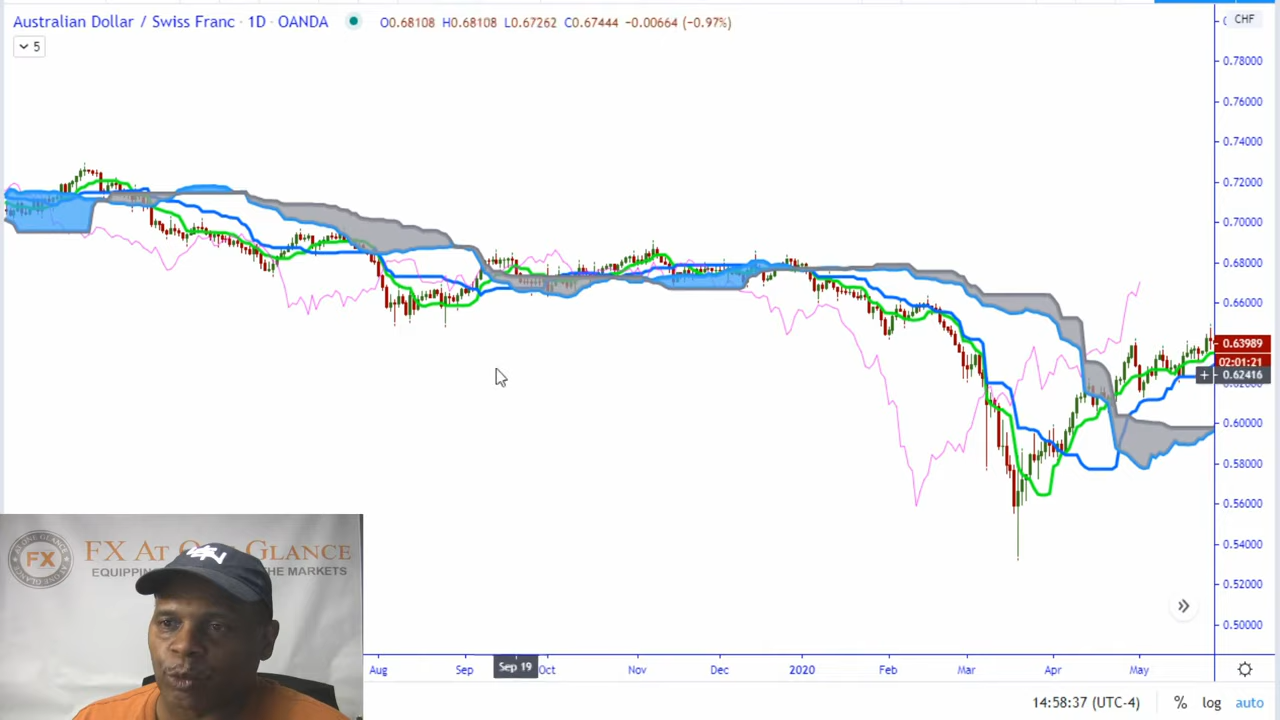 Australian Dollar / Swiss Franc · 1D · OANDA O0.68108 H0.68108 L0.67262 C0.67444 −0.00664 (−0.97%)
CHF
5
0.78000
0.76000
0.74000
0.72000
0.70000
0.68000
0.66000
0.63989
02:01:21
0.62416
0.60000
0.58000
0.56000
0.54000
0.52000
0.50000
FX
FX AT ONE GLANCE
EQUIPPING THE MARKETS
Aug Sep Sep 19 Oct Nov Dec 2020 Feb Mar Apr May
14:58:37 (UTC-4) % log auto